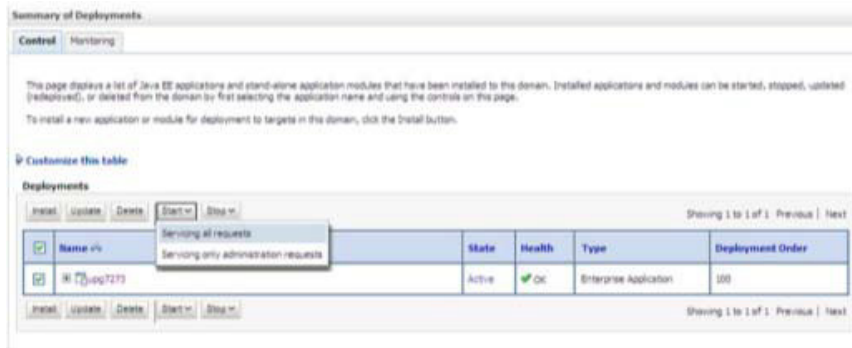 Summary of Deployments
Control Monitoring
This page displays a list of Java EE applications and stand-alone application modules that have been installed to this domain. Installed applications and modules can be started, stopped, updated
(redeployed), or deleted from the domain by first selecting the application name and using the controls on this page.
To install a new application or module for deployment to targets in this domain, click the Install button.
Customize this table
Deployments
Install Update Delete Start Stop Showing 1 to 1 of 1 Previous | Next
Servicing all requests
Servicing only administration requests
Name State Health Type Deployment Order
upg7273 Active OK Enterprise Application 100
Install Update Delete Start Stop Showing 1 to 1 of 1 Previous | Next